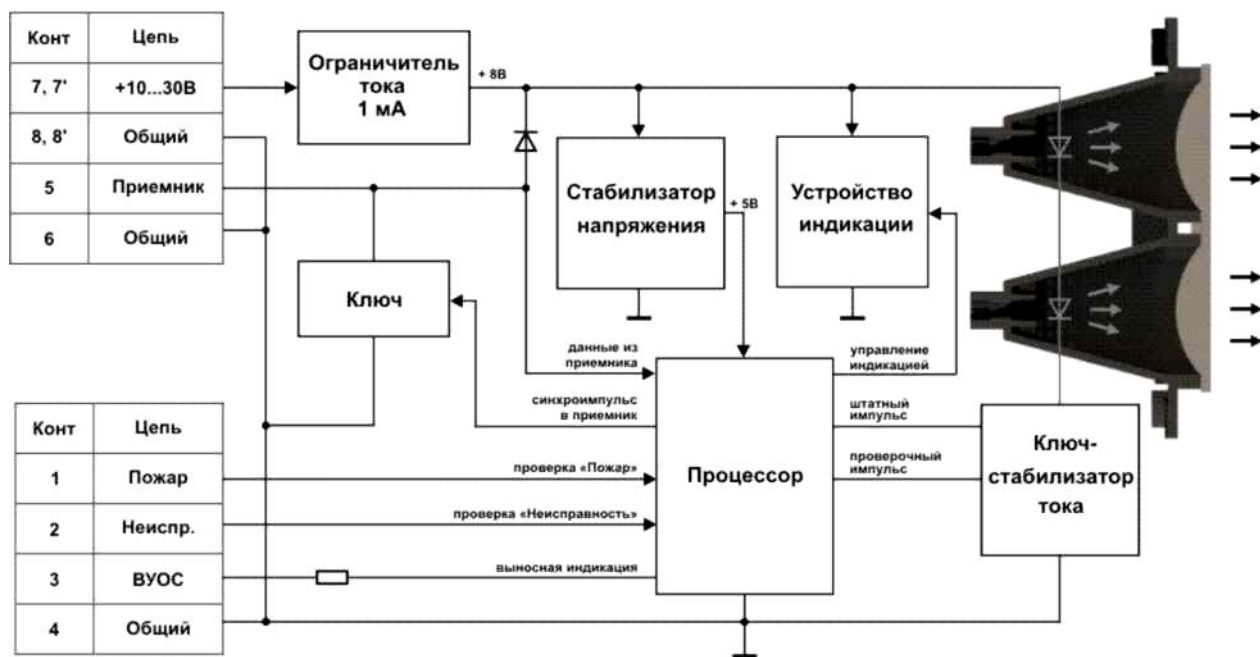 Конт Цепь
7, 7' +10...30В
8, 8' Общий
5 Приемник
6 Общий
Ограничитель
тока
1 мА
+ 8В
Стабилизатор
напряжения
+ 5В
Устройство
индикации
Ключ
данные из
приемника
синхроимпульс
в приемник
управление
индикацией
штатный
импульс
проверочный
импульс
Процессор
Ключ-
стабилизатор
тока
Конт Цепь
1 Пожар
2 Неиспр.
3 ВУОС
4 Общий
проверка «Пожар»
проверка «Неисправность»
выносная индикация